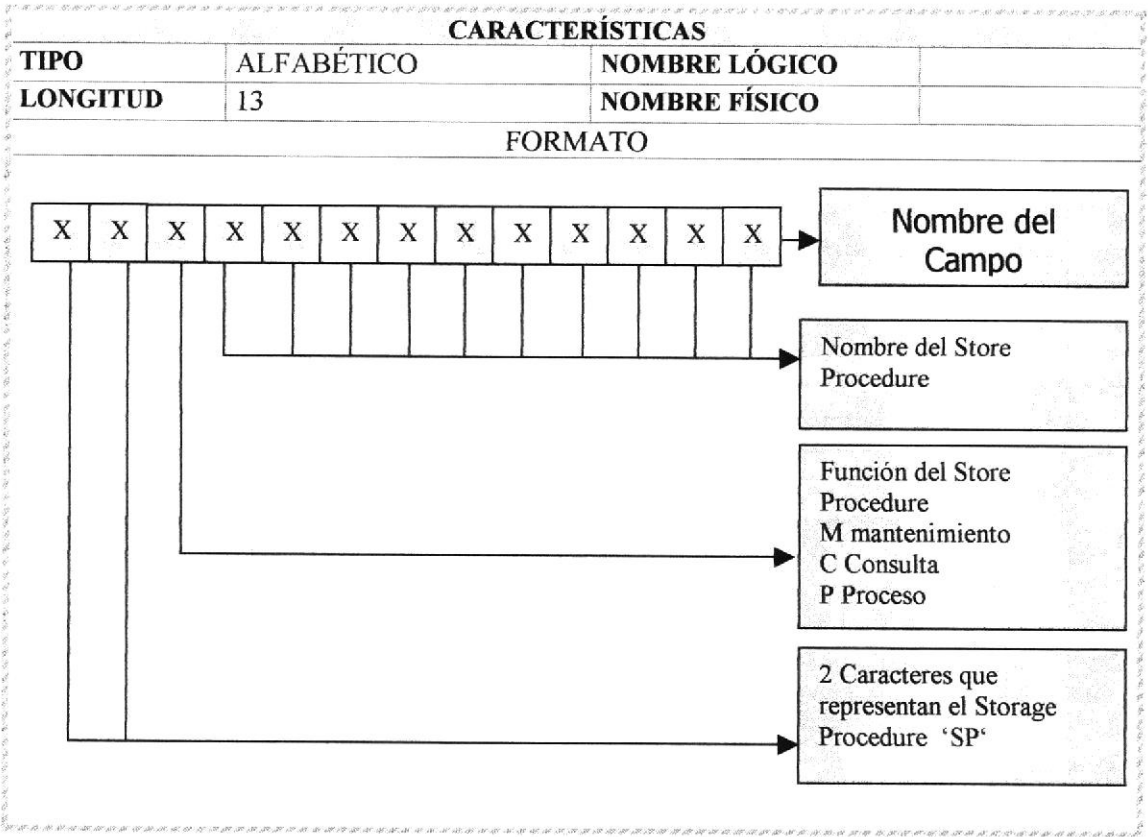 CARACTERÍSTICAS
TIPO ALFABÉTICO NOMBRE LÓGICO
LONGITUD 13 NOMBRE FÍSICO
FORMATO
X X X X X X X X X X X X X
Nombre del
Campo
Nombre del Store
Procedure
Función del Store
Procedure
M mantenimiento
C Consulta
P Proceso
2 Caracteres que
representan el Storage
Procedure ‘SP‘